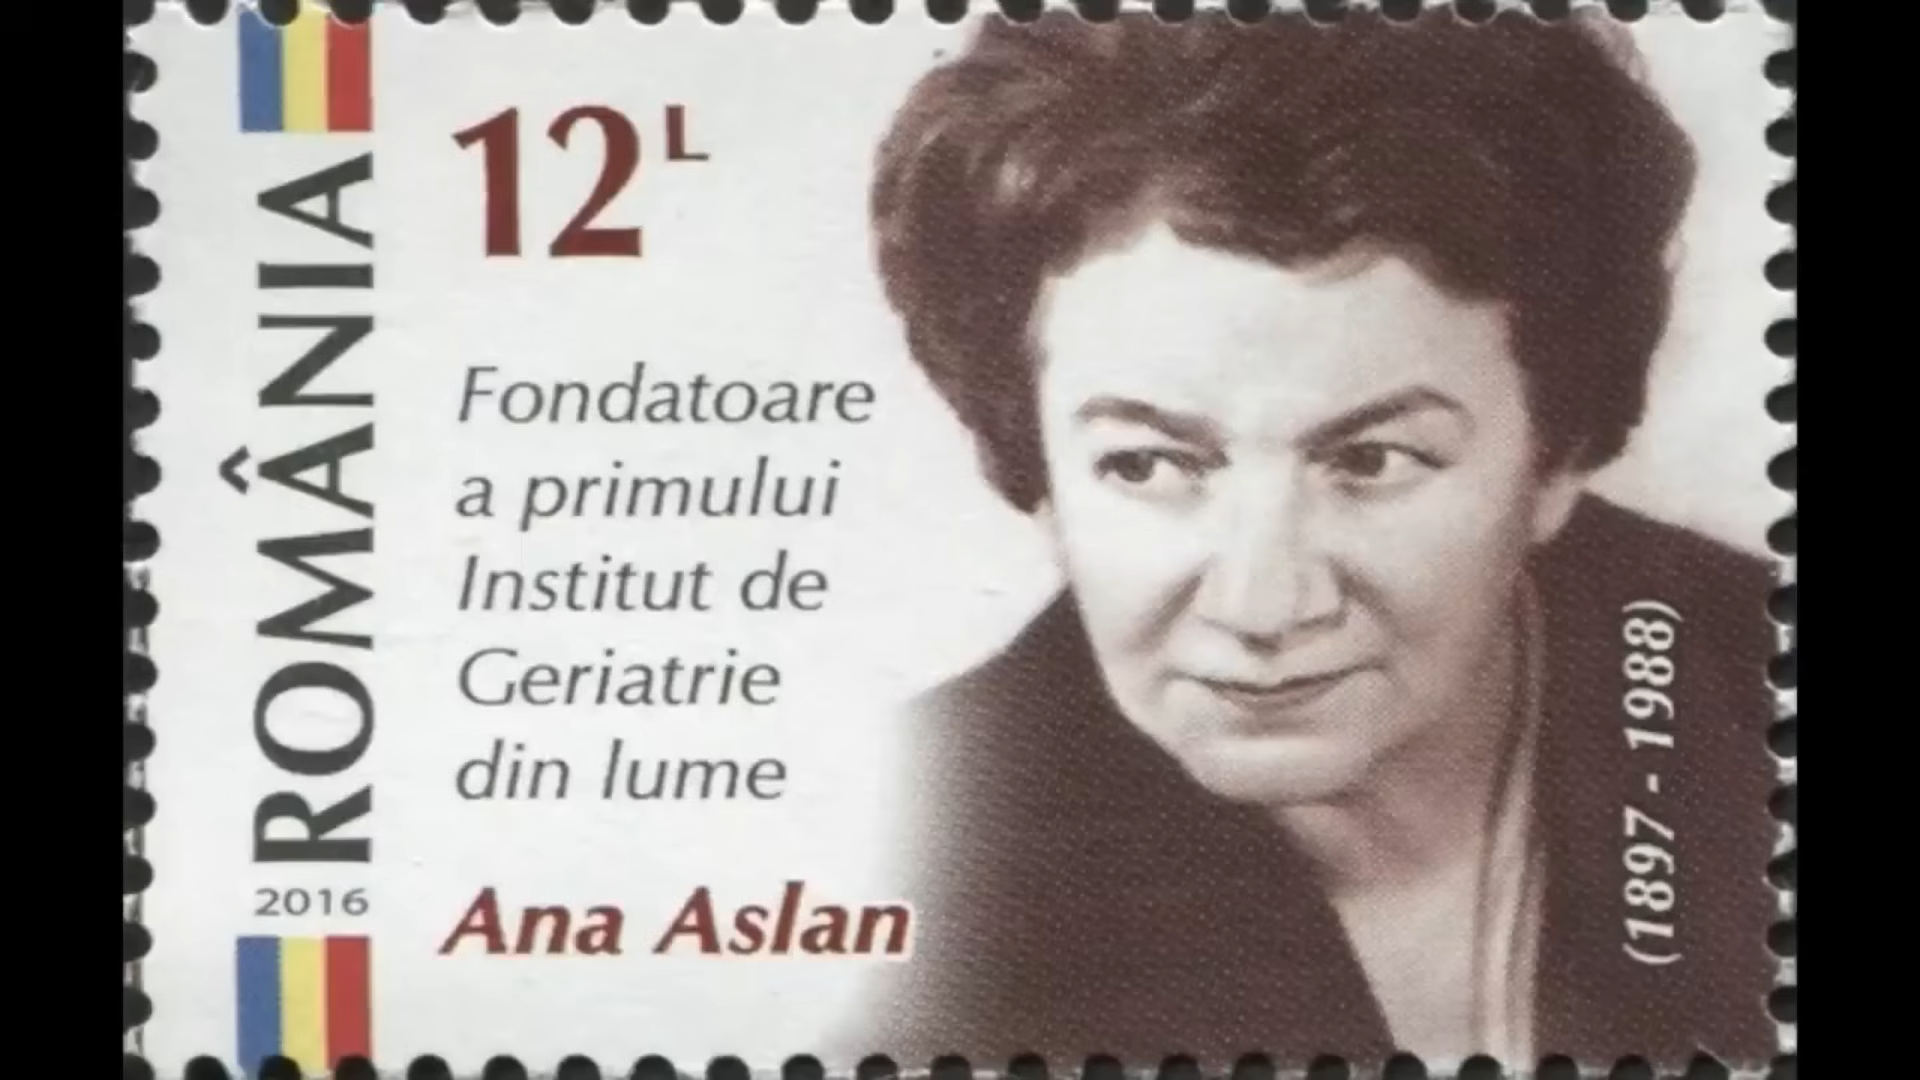 ROMÂNIA
2016
12L
Fondatoare
a primului
Institut de
Geriatrie
din lume
Ana Aslan
(1897 - 1988)